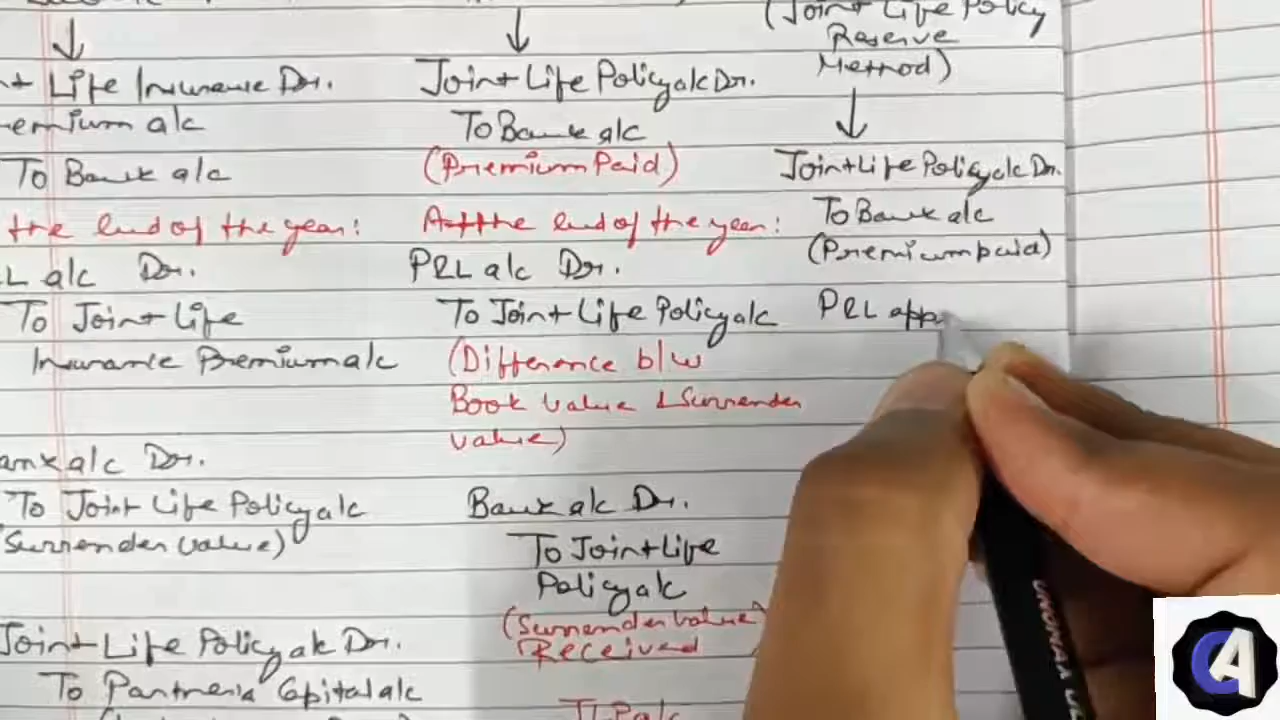 (Joint Life Policy
Reserve
Method)
nt Life Insurance Dr.
remium a/c
To Bank a/c
the end of the year:
L a/c Dr.
To Joint Life
Insurance Premium a/c
ank a/c Dr.
To Joint Life Policy a/c
(Surrender Value)
Joint Life Policy a/c Dr.
To Partners Capital a/c
Joint Life Policy a/c Dr.
To Bank a/c
(Premium Paid)
At the end of the year:
P&L a/c Dr.
To Joint Life Policy a/c
(Difference b/w
Book Value & Surrender
value)
Bank a/c Dr.
To Joint Life
Policy a/c
(Surrender Value
Received
JLP a/c
Joint Life Policy a/c Dr.
To Bank a/c
(Premium paid)
P&L app
CA